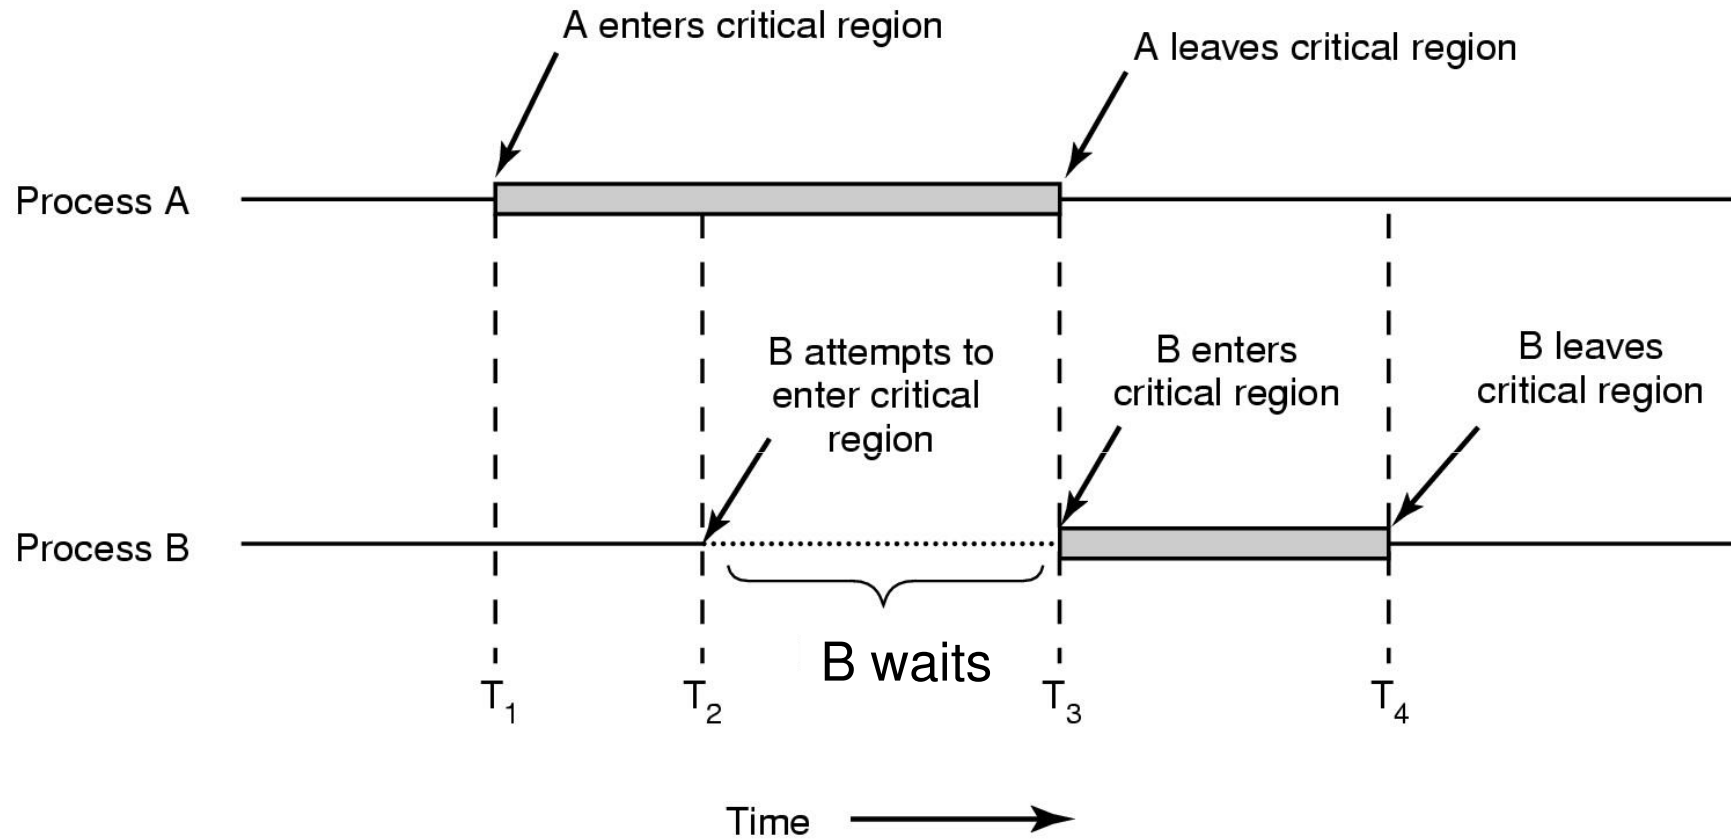 A enters critical region
A leaves critical region
Process A
B attempts to
enter critical
region
B enters
critical region
B leaves
critical region
Process B
B waits
T1
T2
T3
T4
Time